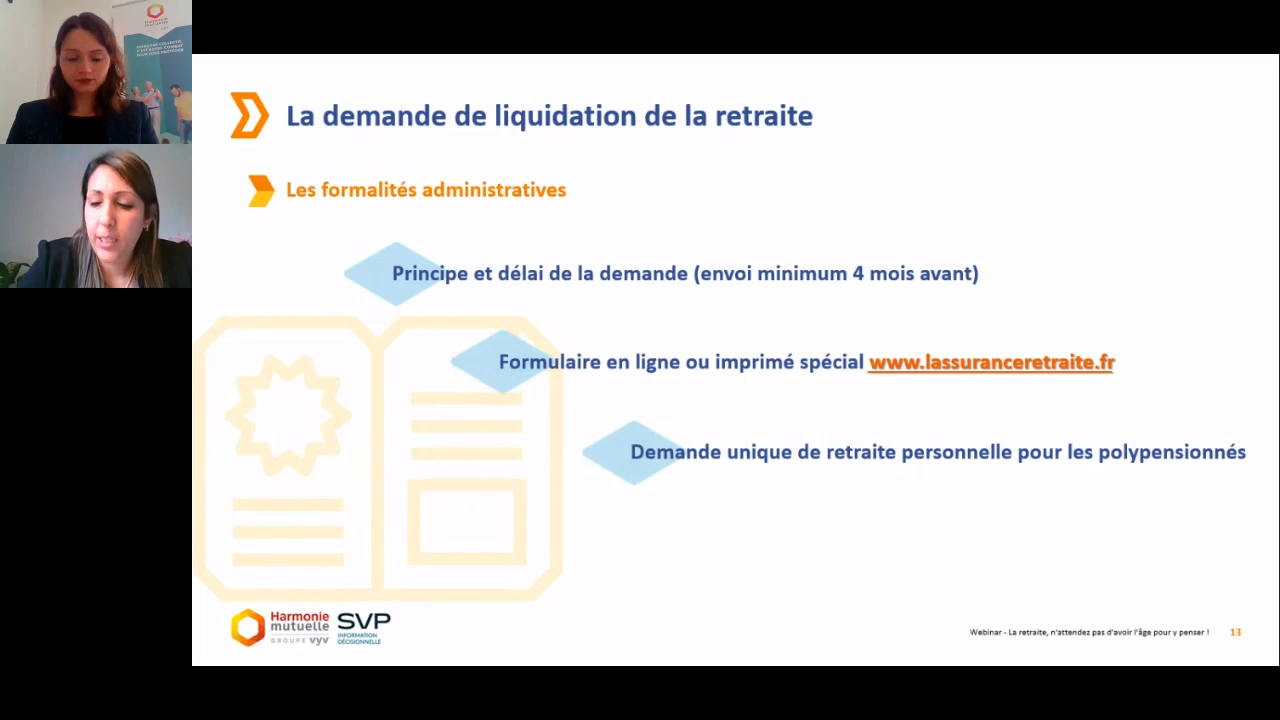 Harmonie
mutuelle
La demande de liquidation de la retraite
Les formalités administratives
Principe et délai de la demande (envoi minimum 4 mois avant)
Formulaire en ligne ou imprimé spécial www.lassuranceretraite.fr
Demande unique de retraite personnelle pour les polypensionnés
Harmonie
mutuelle
GROUPE vyv
SVP
INFORMATION
DÉCISIONNELLE
Webinar - La retraite, n'attendez pas d'avoir l'âge pour y penser ! 13